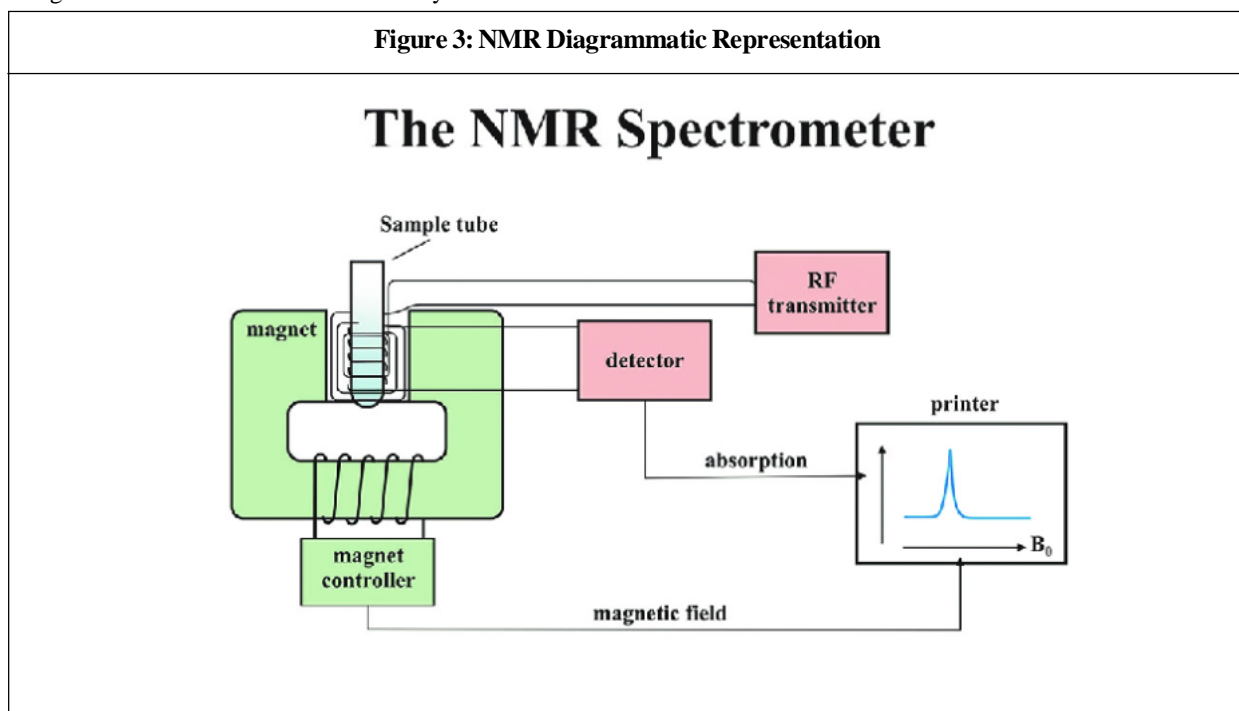 Figure 3: NMR Diagrammatic Representation
The NMR Spectrometer
Sample tube
RF
transmitter
magnet
detector
printer
absorption
B₀
magnet
controller
magnetic field